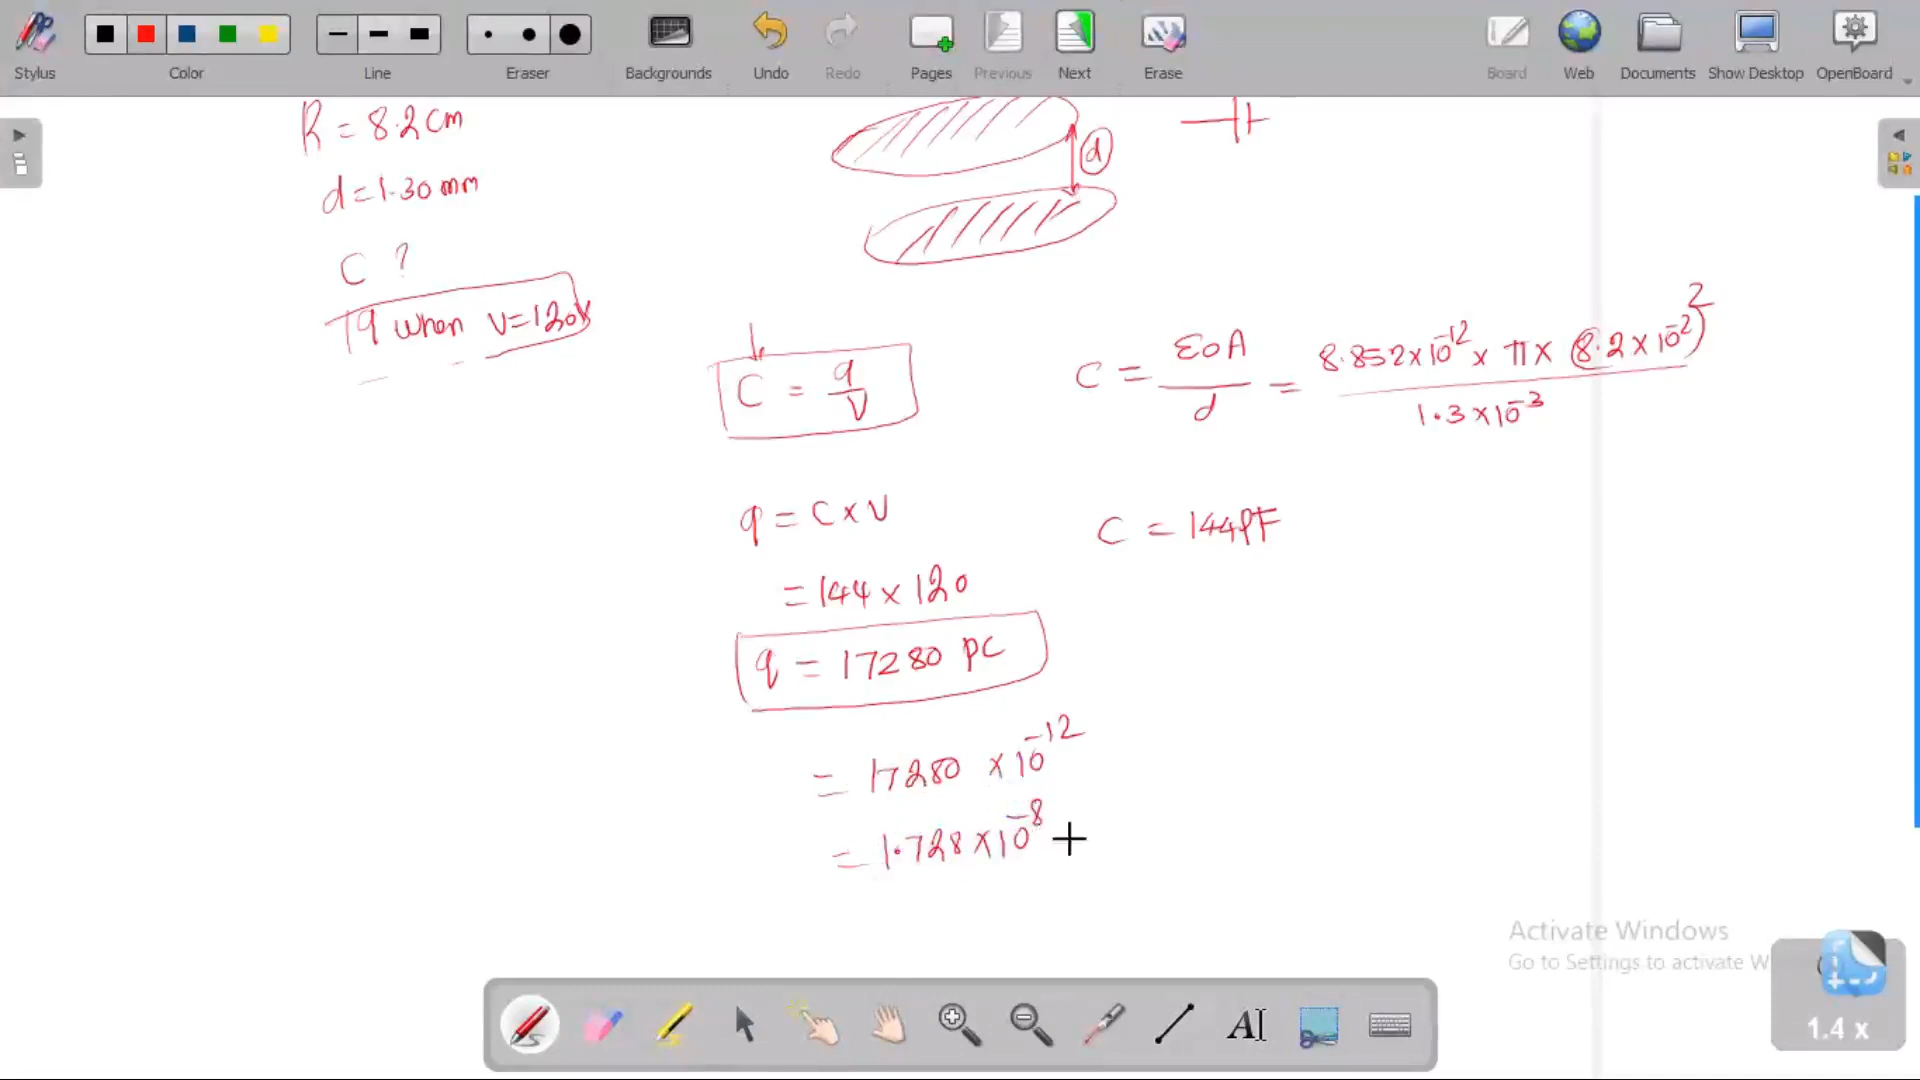 Stylus
Color
Line
Eraser
Backgrounds
Undo
Redo
Pages
Previous
Next
Erase
Board
Web
Documents
Show Desktop
OpenBoard
R = 8.2 cm
d = 1.30 mm
C ?
q when V = 120V
d
C = q/V
C = ε0A/d = 8.852 × 10^-12 × π × (8.2 × 10^-2)^2 / 1.3 × 10^-3
q = C × V
C = 144 PF
= 144 × 120
q = 17280 PC
= 17280 × 10^-12
= 1.728 × 10^-8
Activate Windows
Go to Settings to activate W
1.4 x